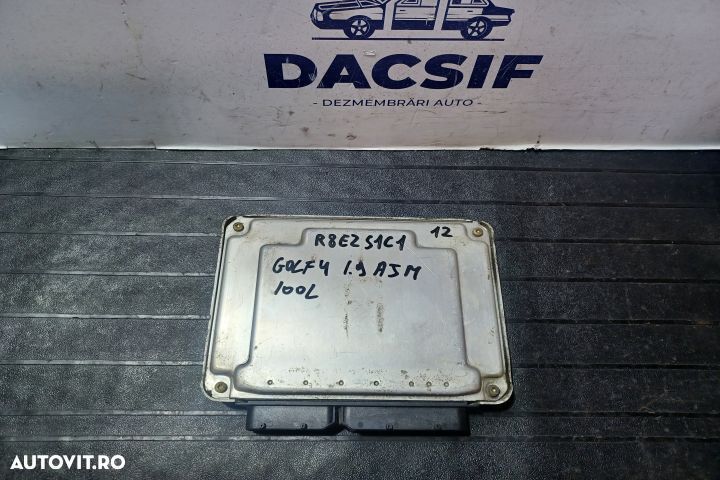 DACSIF
- DEZMEMBRĂRI AUTO -
R8E2S1C1 12
GOLF4 1.9 AJM
100L
AUTOVIT.RO